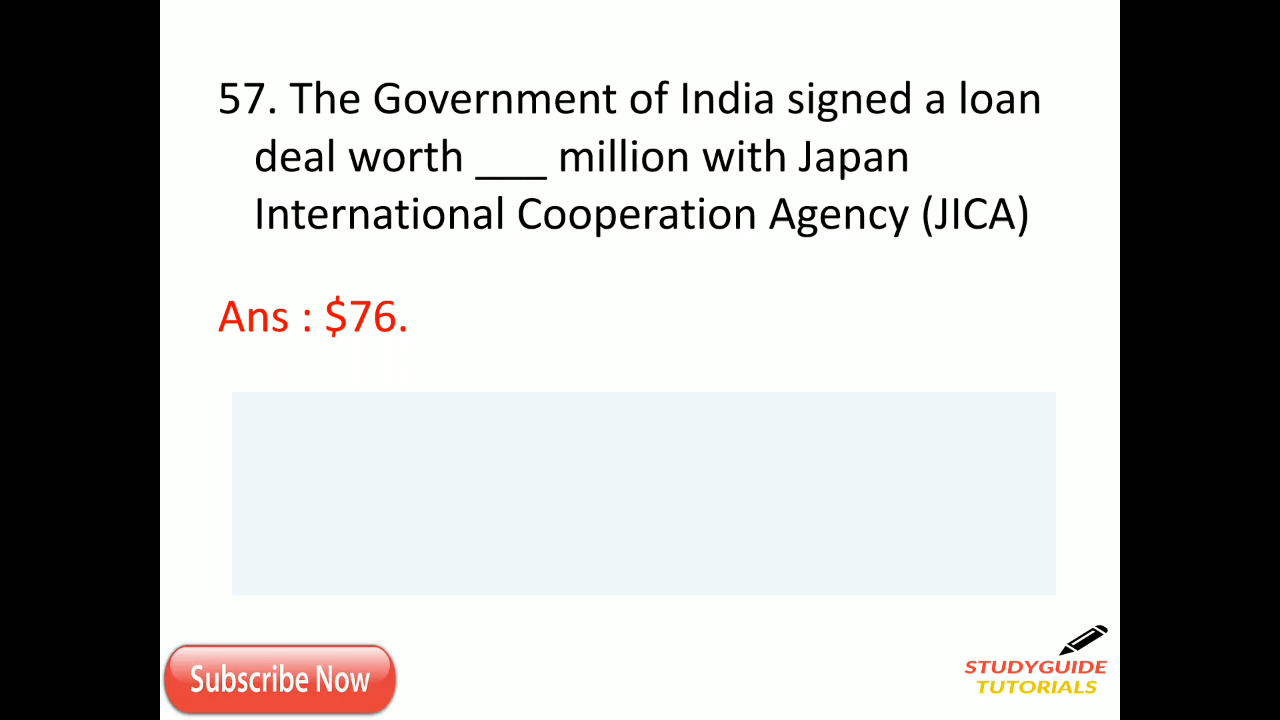 57. The Government of India signed a loan
deal worth ___ million with Japan
International Cooperation Agency (JICA)
Ans : $76.
Subscribe Now
STUDYGUIDE
TUTORIALS